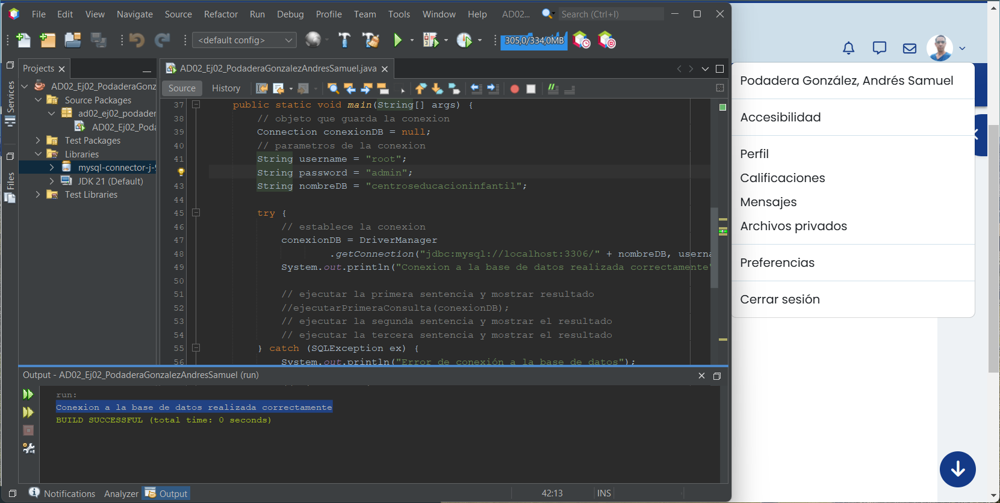 File Edit View Navigate Source Refactor Run Debug Profile Team Tools Window Help AD02... Search (Ctrl+I)
<default config> 305,0/334,0MB
Services
Files
Projects
AD02_Ej02_PodaderaGonz
Source Packages
ad02_ej02_podader
AD02_Ej02_Poda
Test Packages
Libraries
mysql-connector-j-9
JDK 21 (Default)
Test Libraries
AD02_Ej02_PodaderaGonzalezAndresSamuel.java
Source History
37 public static void main(String[] args) {
38 // objeto que guarda la conexion
39 Connection conexionDB = null;
40 // parametros de la conexion
41 String username = "root";
String password = "admin";
43 String nombreDB = "centroseducacioninfantil";
44
45 try {
46 // establece la conexion
47 conexionDB = DriverManager
48 .getConnection("jdbc:mysql://localhost:3306/" + nombreDB, userna
49 System.out.println("Conexion a la base de datos realizada correctamente"
50
51 // ejecutar la primera sentencia y mostrar resultado
52 //ejecutarPrimeraConsulta(conexionDB);
53 // ejecutar la segunda sentencia y mostrar el resultado
54 // ejecutar la tercera sentencia y mostrar el resultado
55 } catch (SQLException ex) {
56 System.out.println("Error de conexión a la base de datos");
Output - AD02_Ej02_PodaderaGonzalezAndresSamuel (run)
run:
Conexion a la base de datos realizada correctamente
BUILD SUCCESSFUL (total time: 0 seconds)
Notifications Analyzer Output 42:13 INS
Podadera González, Andrés Samuel
Accesibilidad
Perfil
Calificaciones
Mensajes
Archivos privados
Preferencias
Cerrar sesión